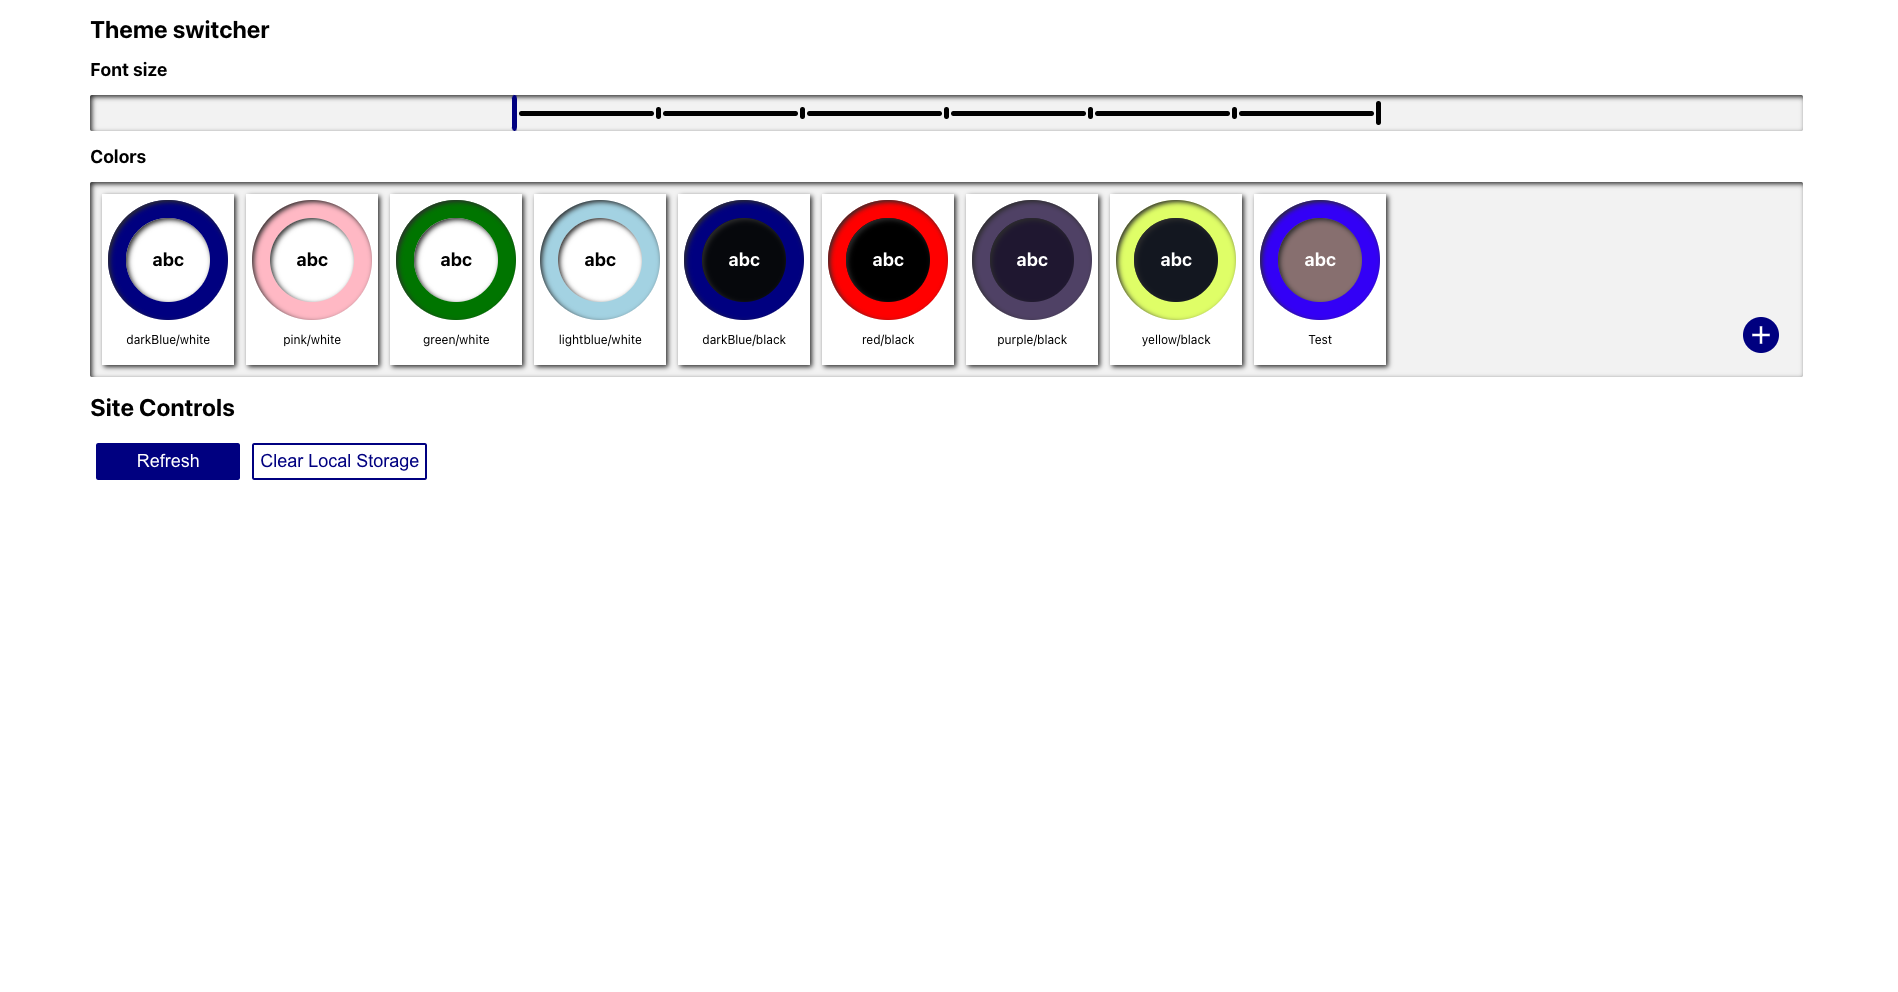 Theme switcher
Font size
Colors
abc abc abc abc abc abc abc abc abc
darkBlue/white pink/white green/white lightblue/white darkBlue/black red/black purple/black yellow/black Test
Site Controls
Refresh Clear Local Storage